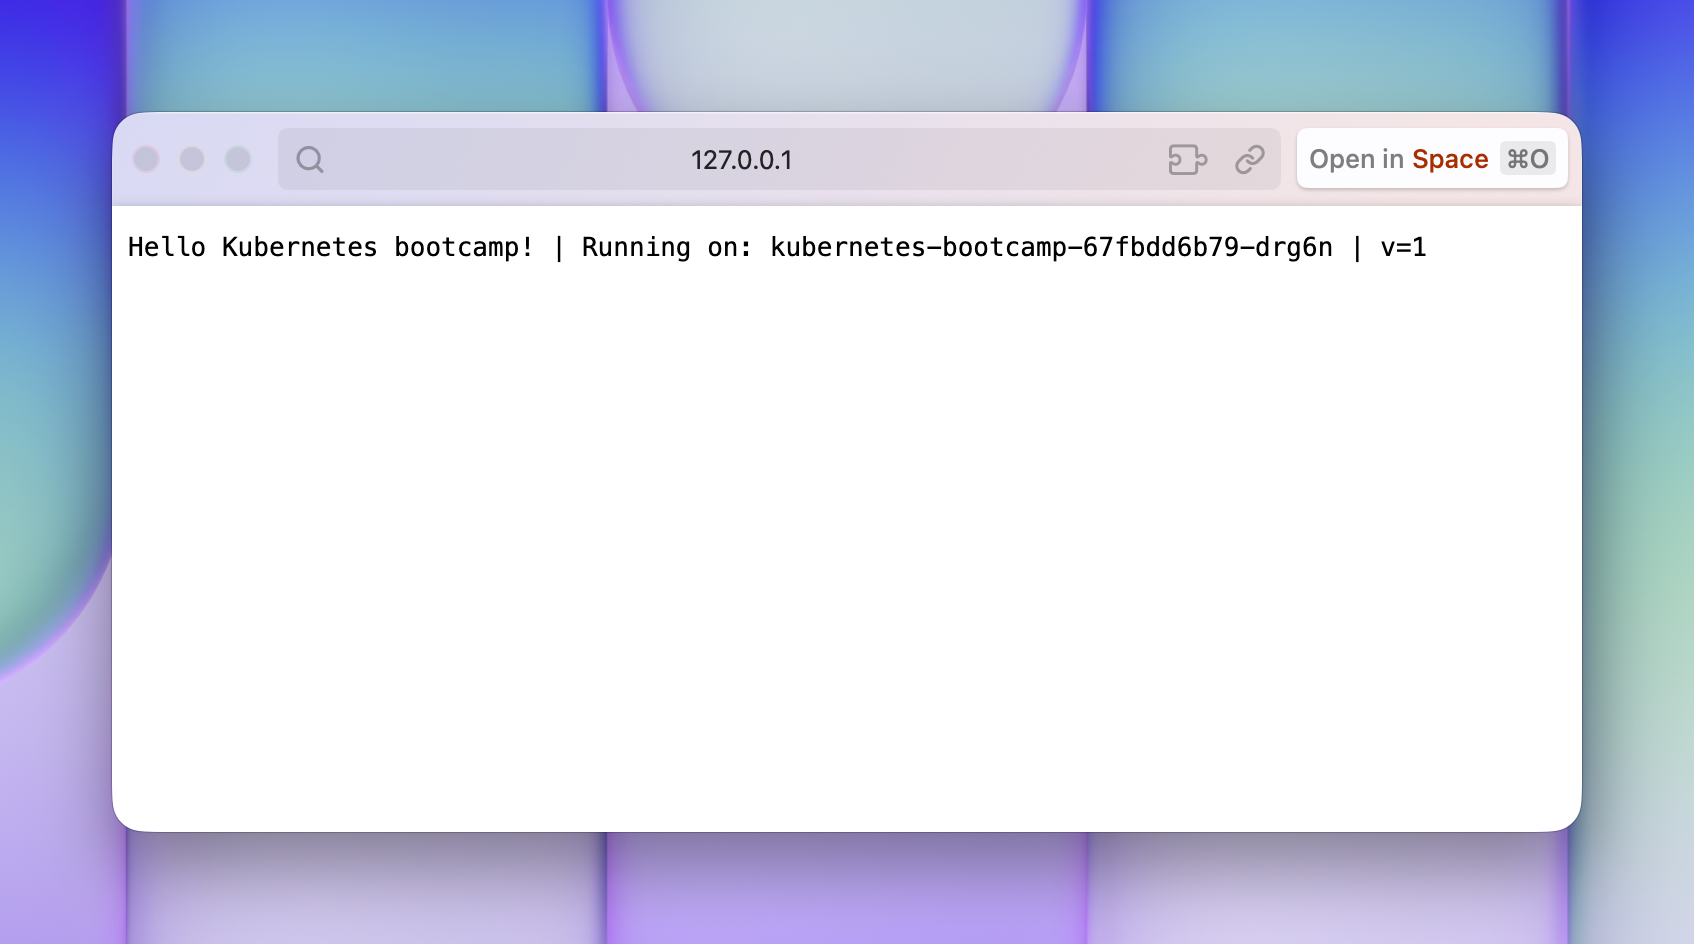 127.0.0.1
Open in Space ⌘O
Hello Kubernetes bootcamp! | Running on: kubernetes-bootcamp-67fbdd6b79-drg6n | v=1